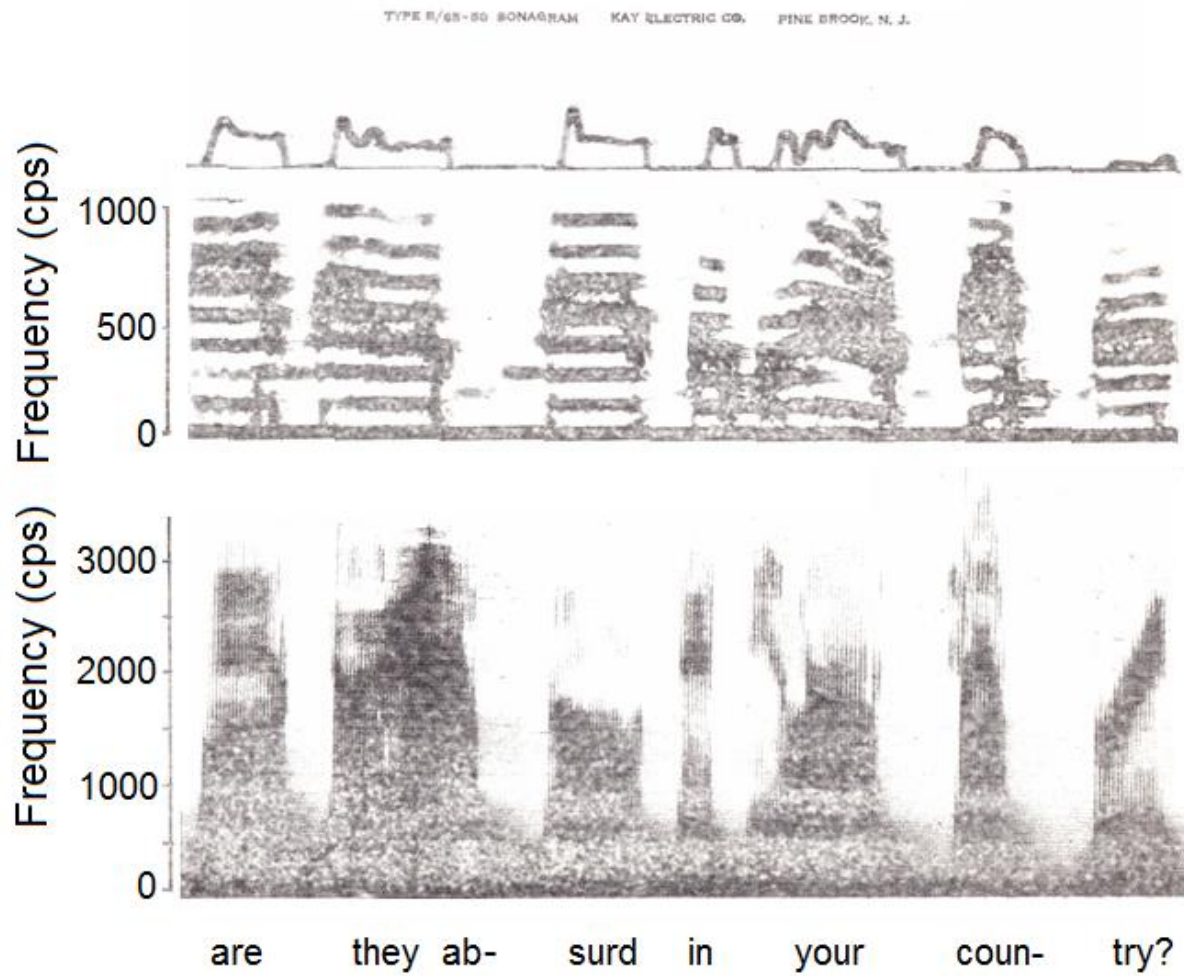 TYPE B/65-50 SONAGRAM KAY ELECTRIC CO. PINE BROOK, N. J.
Frequency (cps)
1000
500
0
Frequency (cps)
3000
2000
1000
0
are they ab- surd in your coun- try?